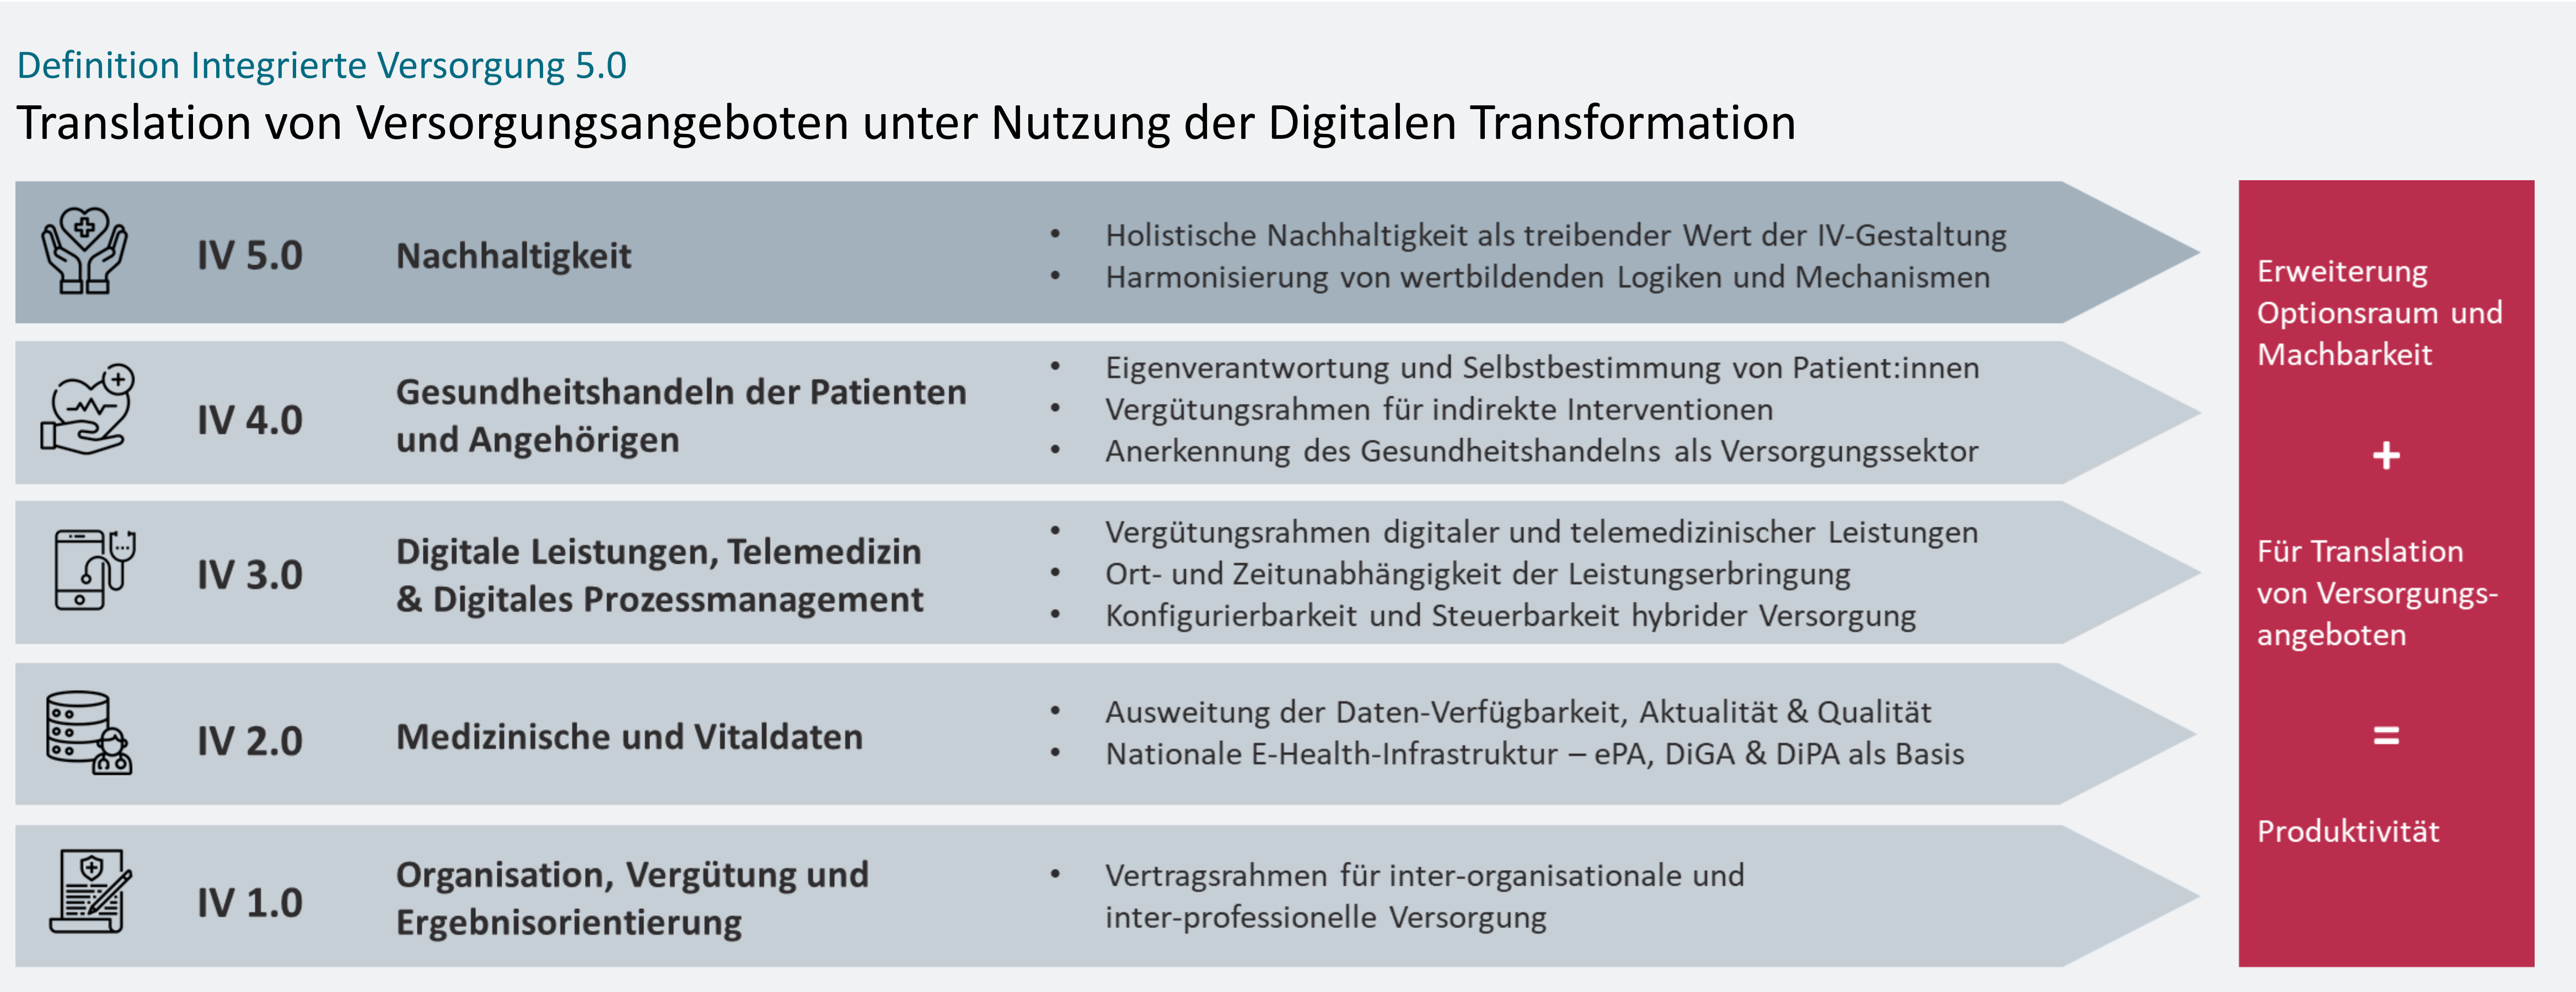 Definition Integrierte Versorgung 5.0
Translation von Versorgungsangeboten unter Nutzung der Digitalen Transformation
IV 5.0
Nachhaltigkeit
• Holistische Nachhaltigkeit als treibender Wert der IV-Gestaltung
• Harmonisierung von wertbildenden Logiken und Mechanismen
IV 4.0
Gesundheitshandeln der Patienten
und Angehörigen
• Eigenverantwortung und Selbstbestimmung von Patient:innen
• Vergütungsrahmen für indirekte Interventionen
• Anerkennung des Gesundheitshandelns als Versorgungssektor
IV 3.0
Digitale Leistungen, Telemedizin
& Digitales Prozessmanagement
• Vergütungsrahmen digitaler und telemedizinischer Leistungen
• Ort- und Zeitunabhängigkeit der Leistungserbringung
• Konfigurierbarkeit und Steuerbarkeit hybrider Versorgung
IV 2.0
Medizinische und Vitaldaten
• Ausweitung der Daten-Verfügbarkeit, Aktualität & Qualität
• Nationale E-Health-Infrastruktur – ePA, DiGA & DiPA als Basis
IV 1.0
Organisation, Vergütung und
Ergebnisorientierung
• Vertragsrahmen für inter-organisationale und
inter-professionelle Versorgung
Erweiterung
Optionsraum und
Machbarkeit
+
Für Translation
von Versorgungs-
angeboten
=
Produktivität